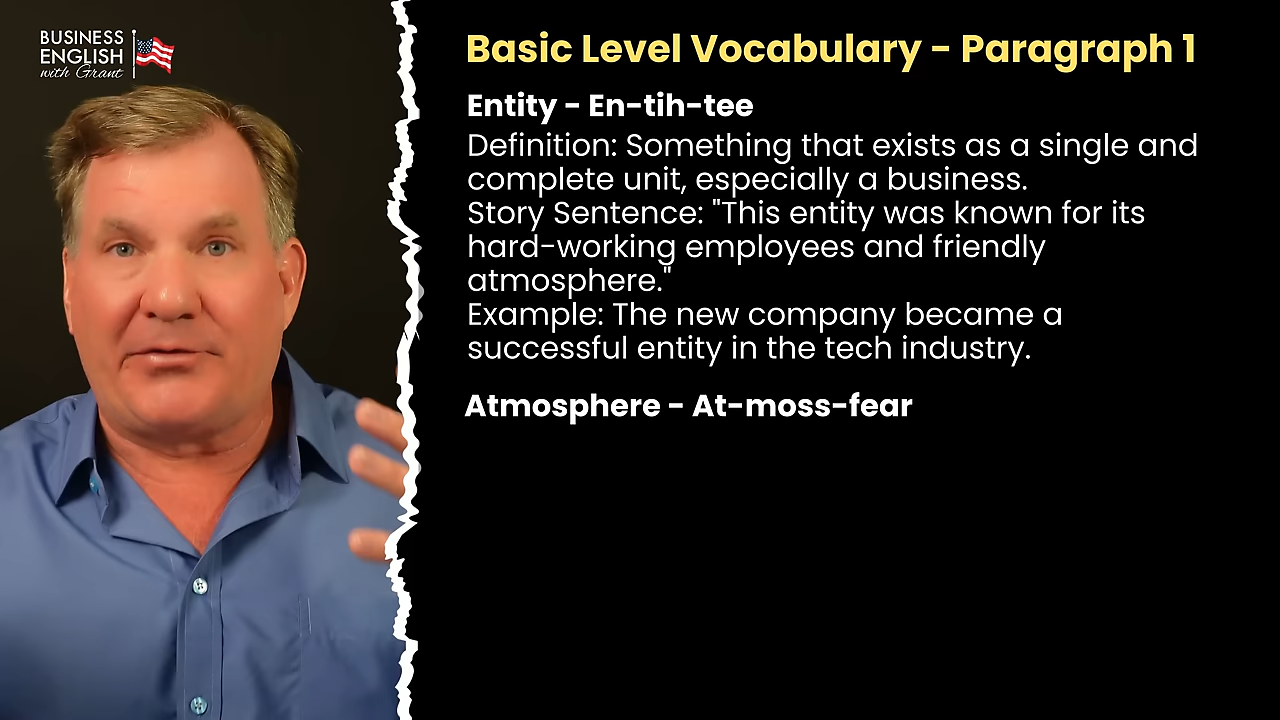 BUSINESS
ENGLISH
with Grant
Basic Level Vocabulary - Paragraph 1
Entity - En-tih-tee
Definition: Something that exists as a single and
complete unit, especially a business.
Story Sentence: "This entity was known for its
hard-working employees and friendly
atmosphere."
Example: The new company became a
successful entity in the tech industry.
Atmosphere - At-moss-fear